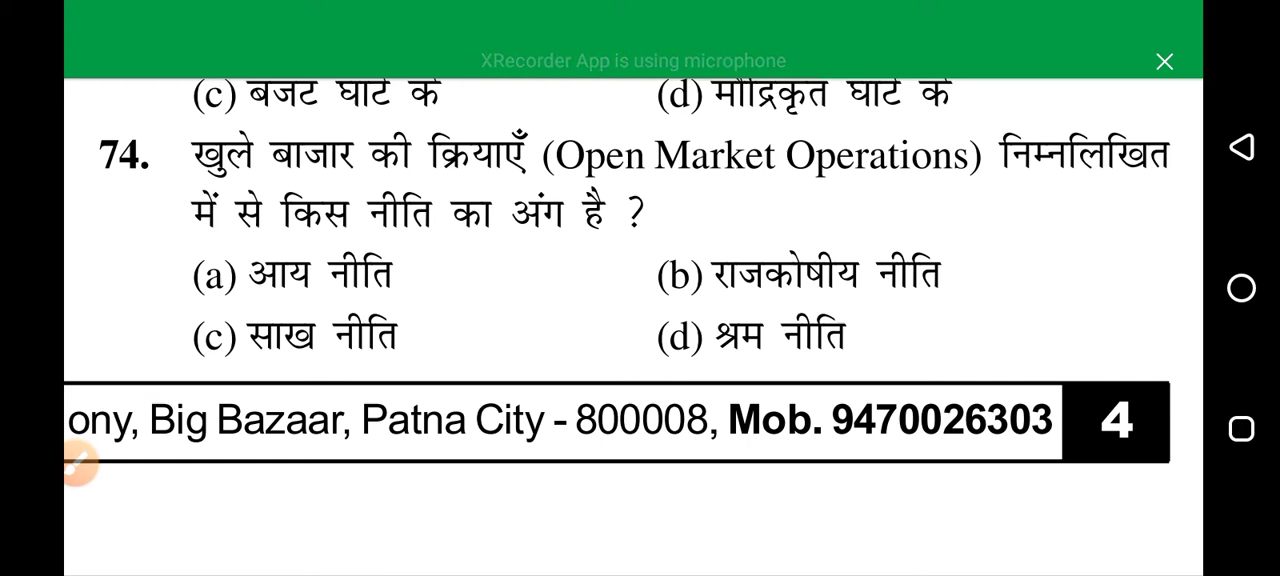 XRecorder App is using microphone
(c) बजट घाटे के (d) मौद्रिकृत घाटे के
74. खुले बाजार की क्रियाएँ (Open Market Operations) निम्नलिखित
में से किस नीति का अंग है ?
(a) आय नीति (b) राजकोषीय नीति
(c) साख नीति (d) श्रम नीति
ony, Big Bazaar, Patna City - 800008, Mob. 9470026303 4